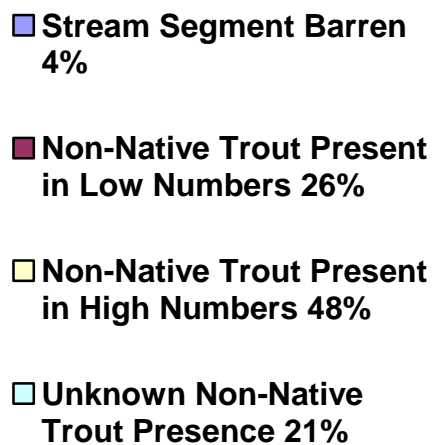 Stream Segment Barren
4%
Non-Native Trout Present
in Low Numbers 26%
Non-Native Trout Present
in High Numbers 48%
Unknown Non-Native
Trout Presence 21%